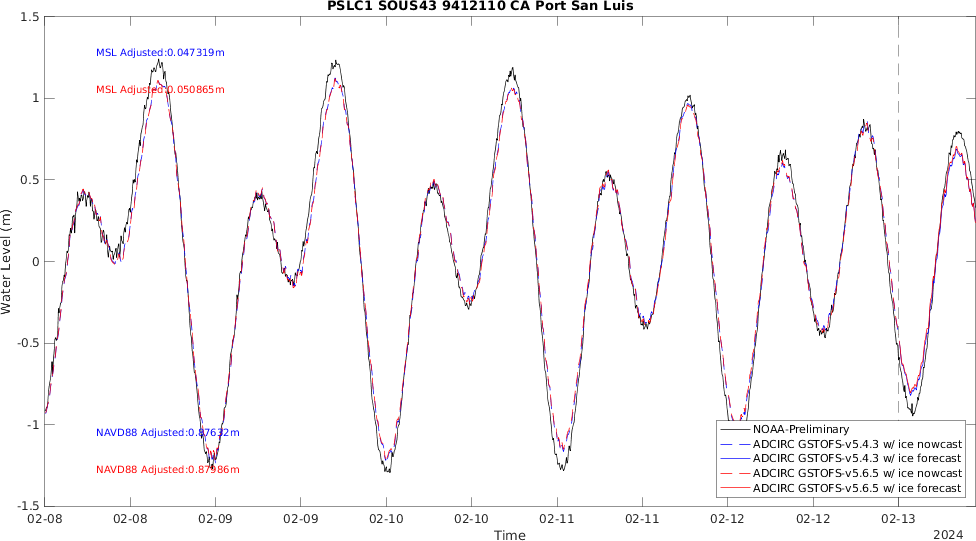 PSLC1 SOUS43 9412110 CA Port San Luis
1.5
MSL Adjusted:0.047319m
MSL Adjusted:0.050865m
1
0.5
0
-0.5
-1
-1.5
Water Level (m)
NAVD88 Adjusted:0.87632m
NAVD88 Adjusted:0.87986m
NOAA-Preliminary
ADCIRC GSTOFS-v5.4.3 w/ ice nowcast
ADCIRC GSTOFS-v5.4.3 w/ ice forecast
ADCIRC GSTOFS-v5.6.5 w/ ice nowcast
ADCIRC GSTOFS-v5.6.5 w/ ice forecast
02-08 02-08 02-09 02-09 02-10 02-10 02-11 02-11 02-12 02-12 02-13
Time
2024